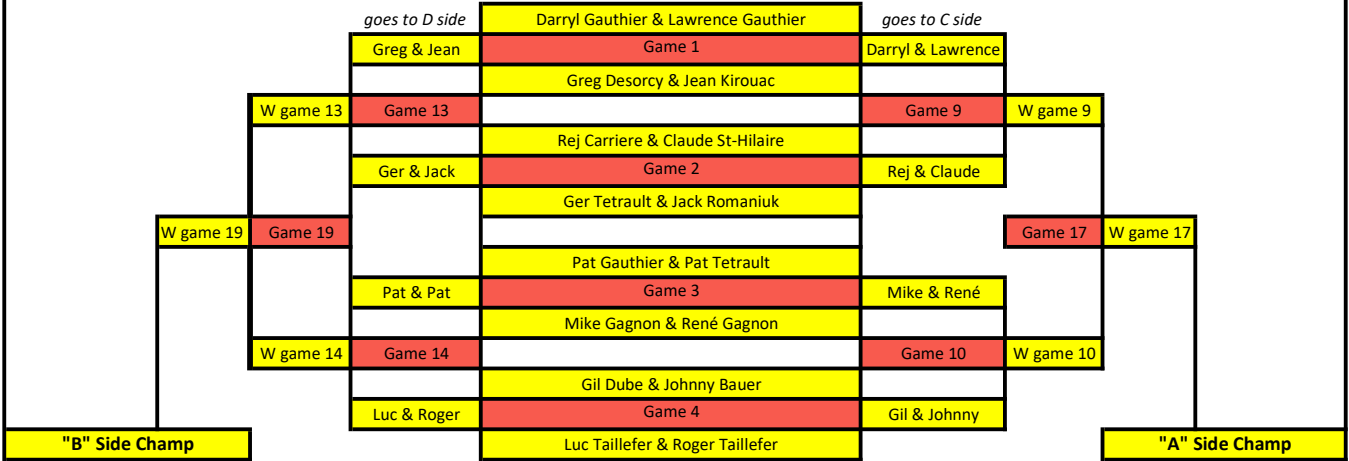 goes to D side Darryl Gauthier & Lawrence Gauthier goes to C side
Greg & Jean Game 1 Darryl & Lawrence
Greg Desorcy & Jean Kirouac
W game 13 Game 13 Game 9 W game 9
Rej Carriere & Claude St-Hilaire
Ger & Jack Game 2 Rej & Claude
Ger Tetrault & Jack Romaniuk
W game 19 Game 19 Game 17 W game 17
Pat Gauthier & Pat Tetrault
Pat & Pat Game 3 Mike & René
Mike Gagnon & René Gagnon
W game 14 Game 14 Game 10 W game 10
Gil Dube & Johnny Bauer
Luc & Roger Game 4 Gil & Johnny
"B" Side Champ Luc Taillefer & Roger Taillefer "A" Side Champ